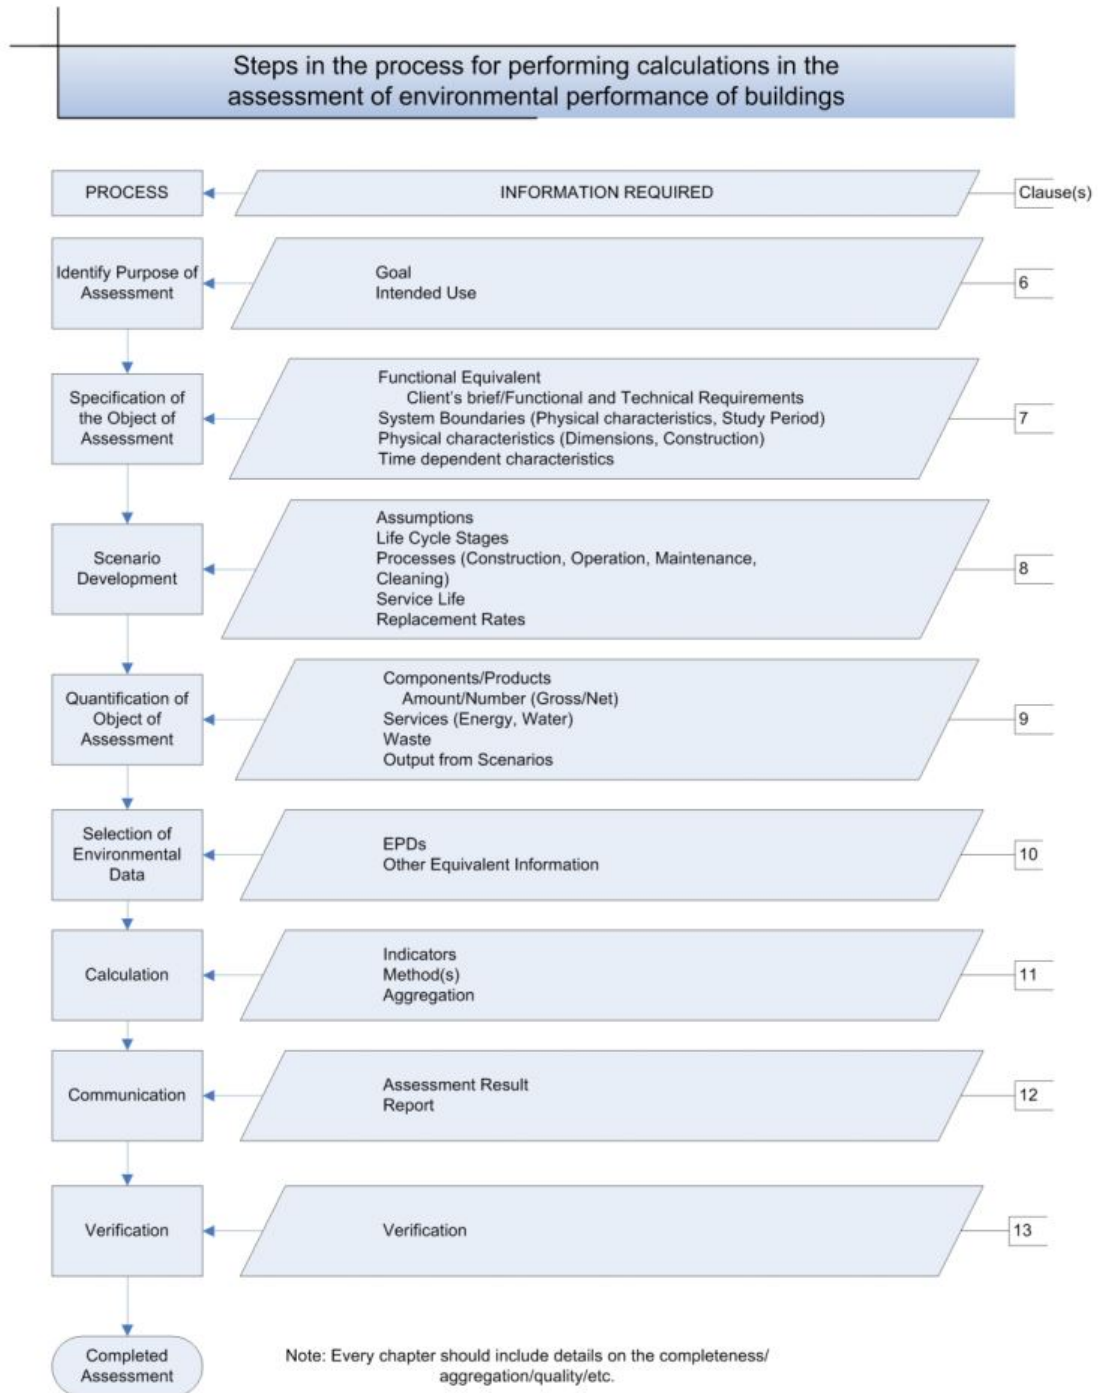 Steps in the process for performing calculations in the
assessment of environmental performance of buildings
PROCESS
INFORMATION REQUIRED
Clause(s)
Identify Purpose of
Assessment
Goal
Intended Use
6
Specification of
the Object of
Assessment
Functional Equivalent
Client's brief/Functional and Technical Requirements
System Boundaries (Physical characteristics, Study Period)
Physical characteristics (Dimensions, Construction)
Time dependent characteristics
7
Scenario
Development
Assumptions
Life Cycle Stages
Processes (Construction, Operation, Maintenance,
Cleaning)
Service Life
Replacement Rates
8
Quantification of
Object of
Assessment
Components/Products
Amount/Number (Gross/Net)
Services (Energy, Water)
Waste
Output from Scenarios
9
Selection of
Environmental
Data
EPDs
Other Equivalent Information
10
Calculation
Indicators
Method(s)
Aggregation
11
Communication
Assessment Result
Report
12
Verification
Verification
13
Completed
Assessment
Note: Every chapter should include details on the completeness/
aggregation/quality/etc.